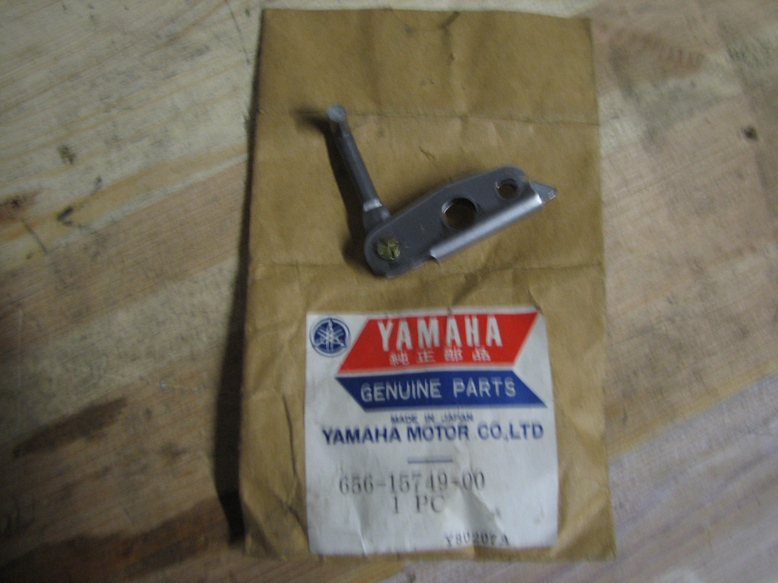 YAMAHA
純正部品
GENUINE PARTS
MADE IN JAPAN
YAMAHA MOTOR CO.,LTD
656-15749-00
1 PC